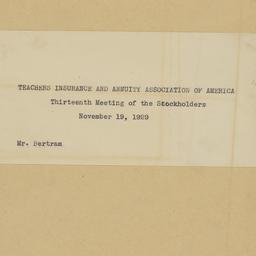 TEACHERS INSURANCE AND ANNUITY ASSOCIATION OF AMERICA
Thirteenth Meeting of the Stockholders
November 19, 1929
Mr. Bertram